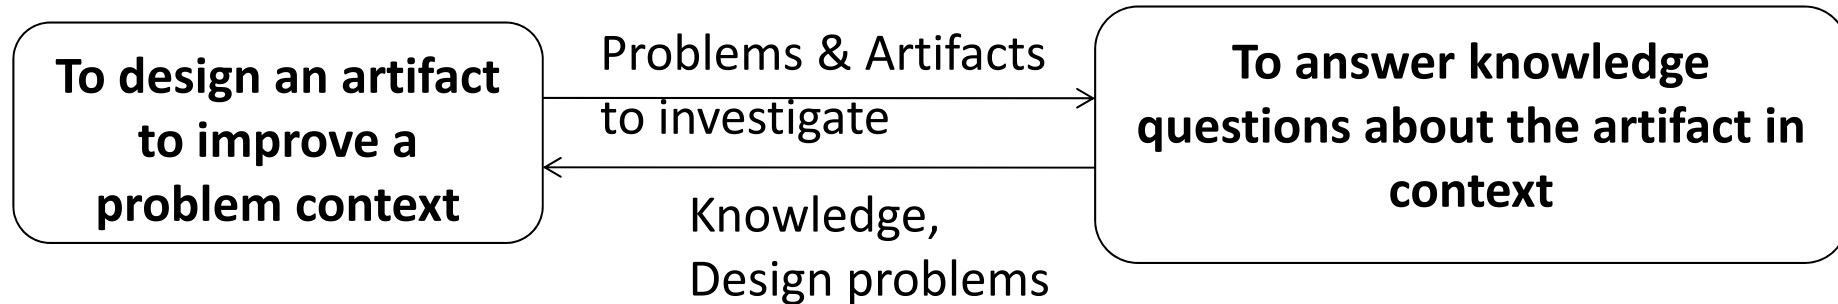 To design an artifact
to improve a
problem context
Problems & Artifacts
to investigate
Knowledge,
Design problems
To answer knowledge
questions about the artifact in
context